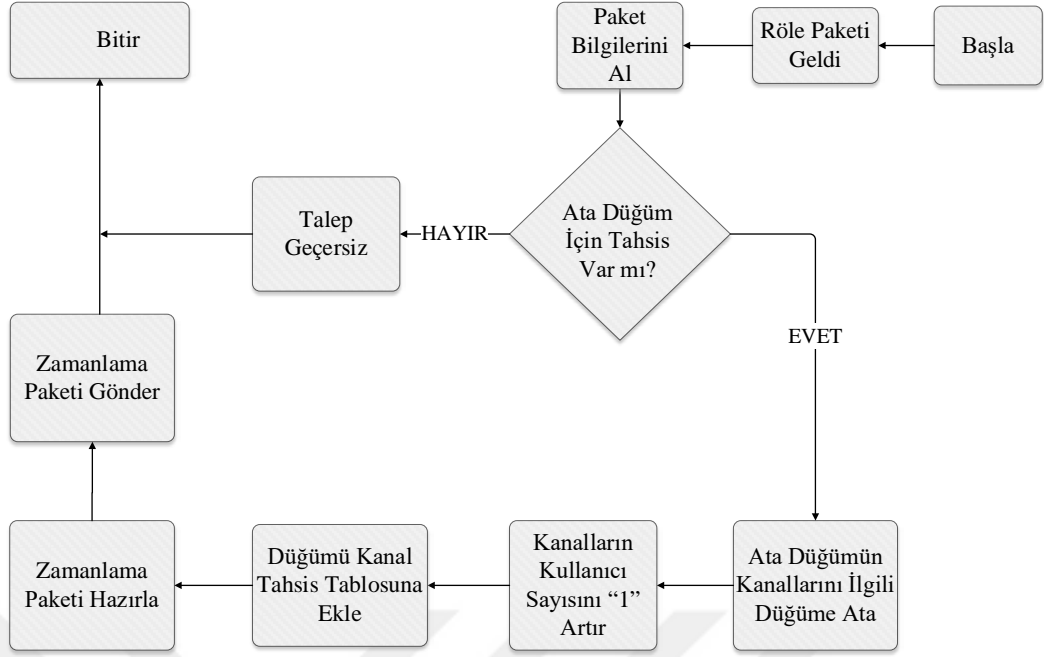 Başla
Röle Paketi
Geldi
Paket
Bilgilerini
Al
Ata Düğüm
İçin Tahsis
Var mı?
HAYIR
Talep
Geçersiz
Bitir
EVET
Ata Düğümün
Kanallarını İlgili
Düğüme Ata
Kanalların
Kullanıcı
Sayısını “1”
Artır
Düğümü Kanal
Tahsis Tablosuna
Ekle
Zamanlama
Paketi Hazırla
Zamanlama
Paketi Gönder